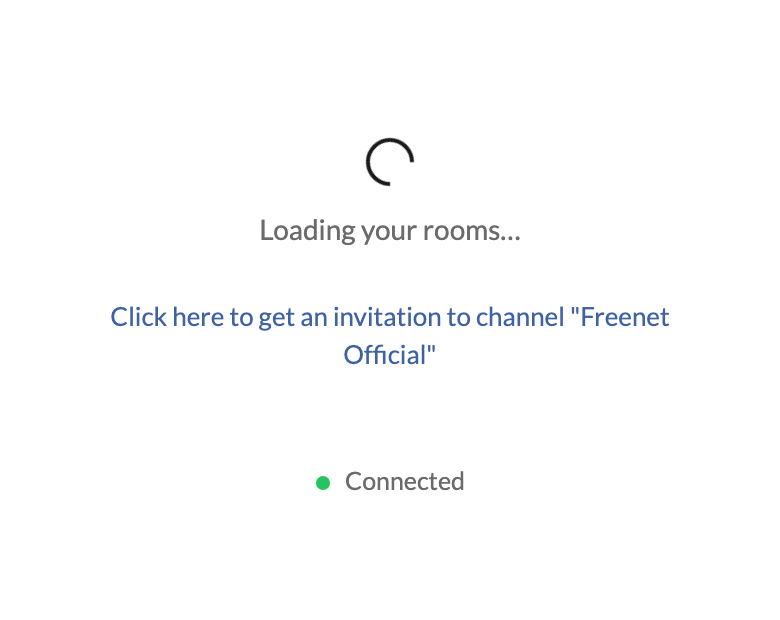 Loading your rooms...
Click here to get an invitation to channel "Freenet
Official"
Connected